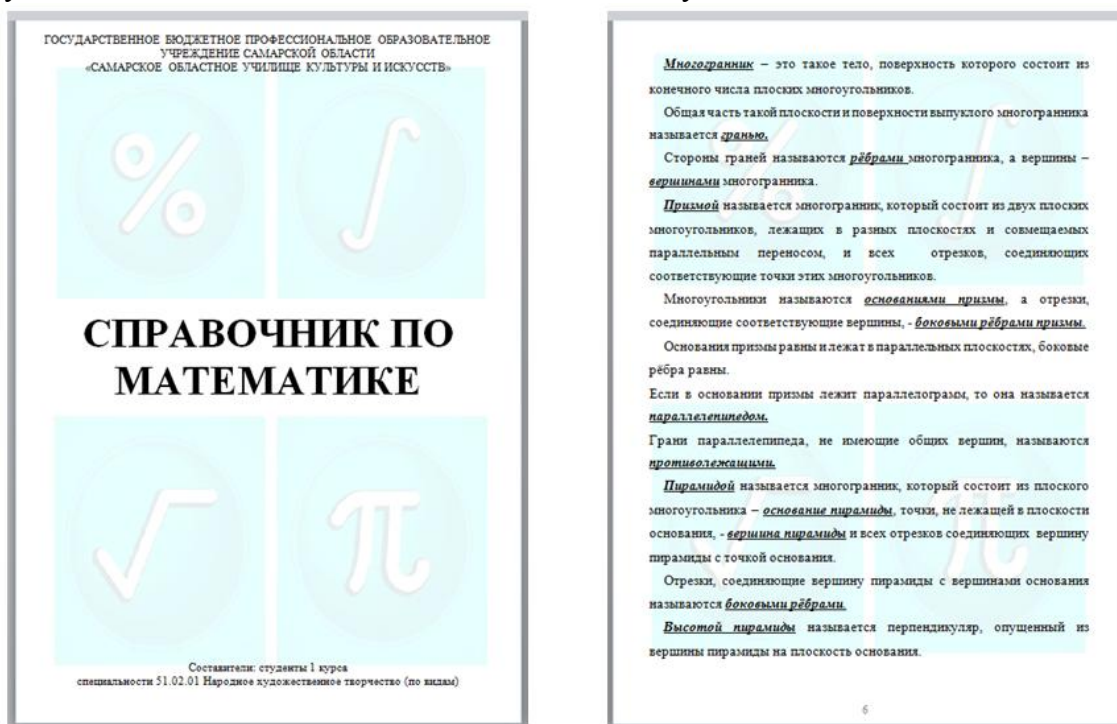 ГОСУДАРСТВЕННОЕ БЮДЖЕТНОЕ ПРОФЕССИОНАЛЬНОЕ ОБРАЗОВАТЕЛЬНОЕ
УЧРЕЖДЕНИЕ САМАРСКОЙ ОБЛАСТИ
«САМАРСКОЕ ОБЛАСТНОЕ УЧИЛИЩЕ КУЛЬТУРЫ И ИСКУССТВ»
%
∫
СПРАВОЧНИК ПО
МАТЕМАТИКЕ
√
π
Составители: студенты 1 курса
специальности 51.02.01 Народное художественное творчество (по видам)
Многогранник – это такое тело, поверхность которого состоит из
конечного числа плоских многоугольников.
Общая часть такой плоскости и поверхности выпуклого многогранника
называется гранью.
Стороны граней называются рёбрами многогранника, а вершины –
вершинами многогранника.
Призмой называется многогранник, который состоит из двух плоских
многоугольников, лежащих в разных плоскостях и совмещаемых
параллельным переносом, и всех отрезков, соединяющих
соответствующие точки этих многоугольников.
Многоугольники называются основаниями призмы, а отрезки,
соединяющие соответствующие вершины, - боковыми рёбрами призмы.
Основания призмы равны и лежат в параллельных плоскостях, боковые
рёбра равны.
Если в основании призмы лежит параллелограмм, то она называется
параллелепипедом.
Грани параллелепипеда, не имеющие общих вершин, называются
противолежащими.
Пирамидой называется многогранник, который состоит из плоского
многоугольника – основание пирамиды, точки, не лежащей в плоскости
основания, - вершина пирамиды и всех отрезков соединяющих вершину
пирамиды с точкой основания.
Отрезки, соединяющие вершину пирамиды с вершинами основания
называются боковыми рёбрами.
Высотой пирамиды называется перпендикуляр, опущенный из
вершины пирамиды на плоскость основания.
6